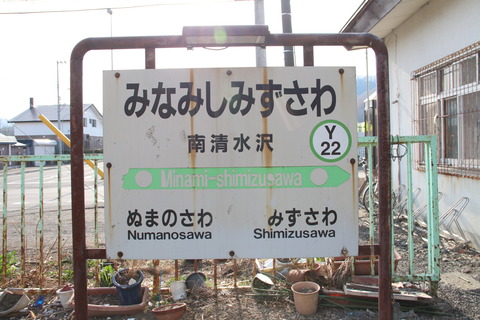 みなみしみずさわ
南清水沢
Y
22
Minami-shimizusawa
ぬまのさわ みずさわ
Numanosawa Shimizusawa